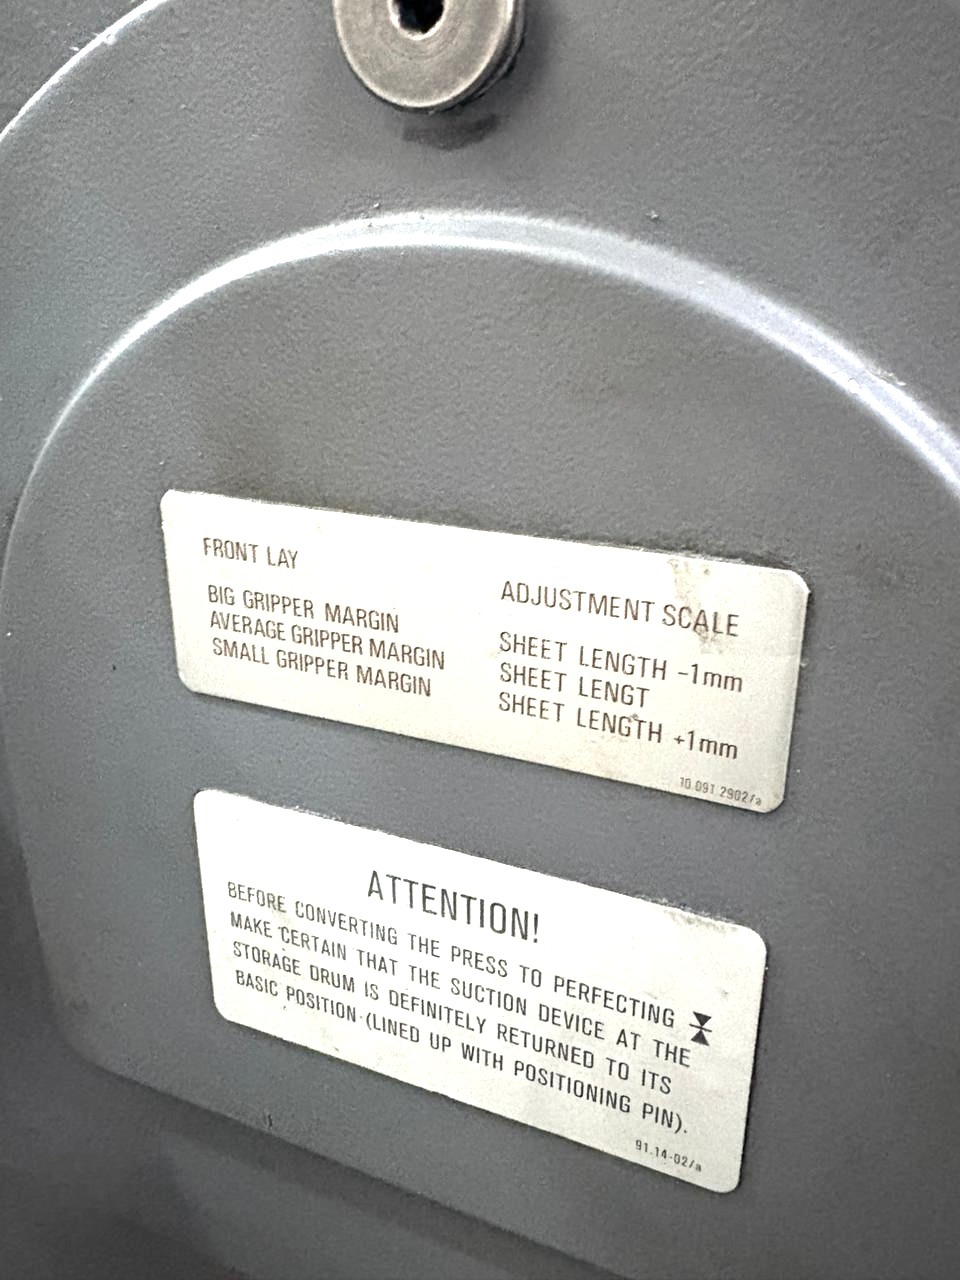 FRONT LAY
ADJUSTMENT SCALE
BIG GRIPPER MARGIN SHEET LENGTH -1mm
AVERAGE GRIPPER MARGIN SHEET LENGT
SMALL GRIPPER MARGIN SHEET LENGTH +1mm
10.091.2902/a
ATTENTION!
BEFORE CONVERTING THE PRESS TO PERFECTING
MAKE CERTAIN THAT THE SUCTION DEVICE AT THE
STORAGE DRUM IS DEFINITELY RETURNED TO ITS
BASIC POSITION (LINED UP WITH POSITIONING PIN).
91.14-02/a